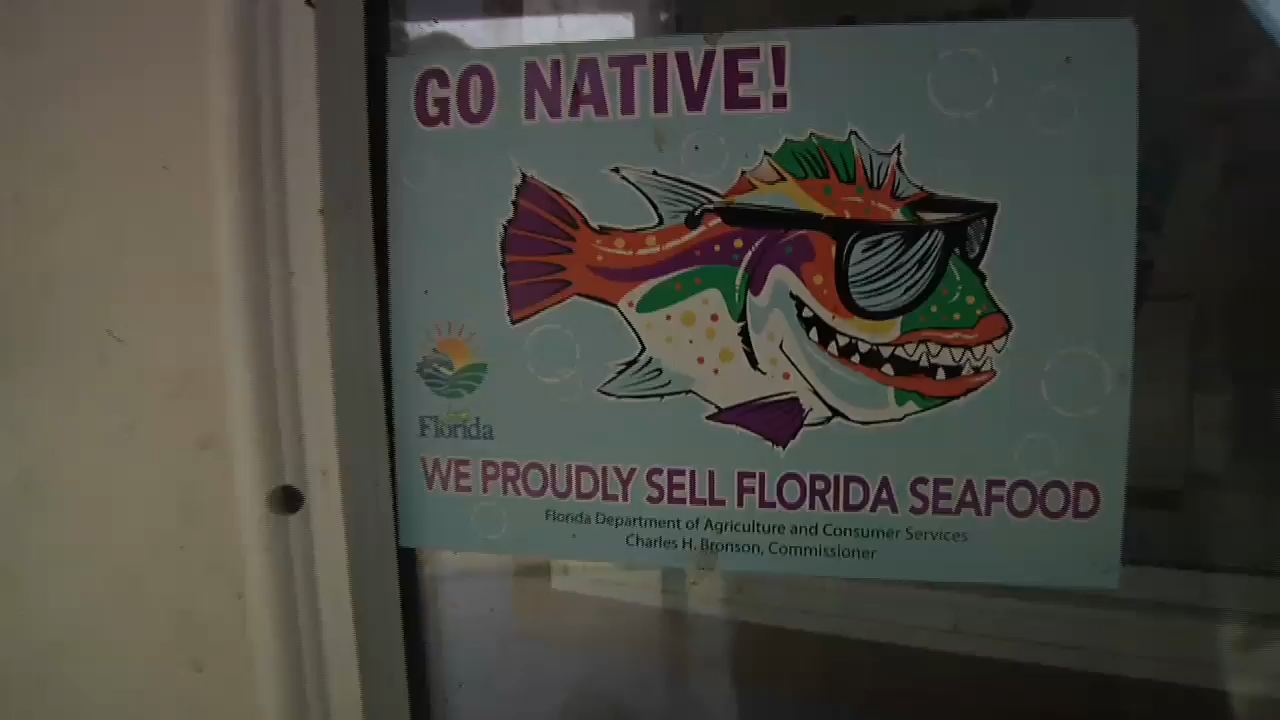 GO NATIVE!
Florida
WE PROUDLY SELL FLORIDA SEAFOOD
Florida Department of Agriculture and Consumer Services
Charles H. Bronson, Commissioner